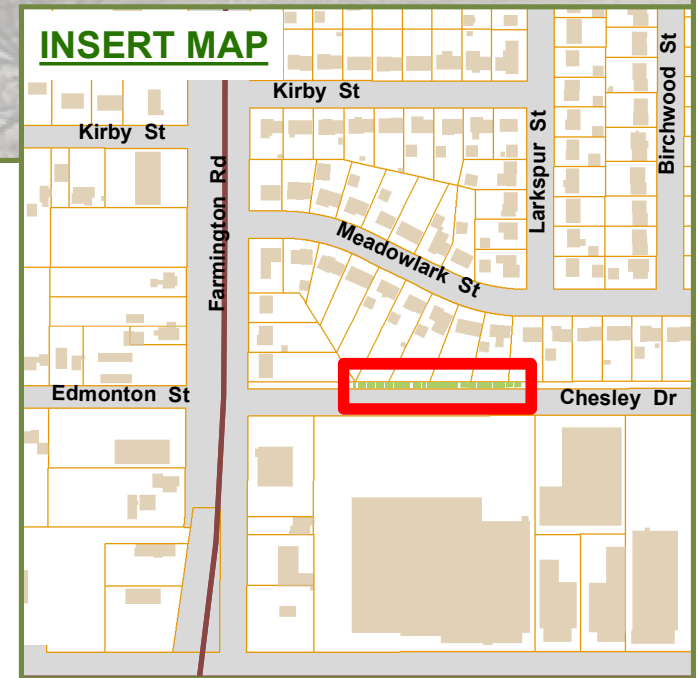 INSERT MAP
Kirby St
Kirby St
Farmington Rd
Larkspur St
Birchwood St
Meadowlark St
Edmonton St
Chesley Dr